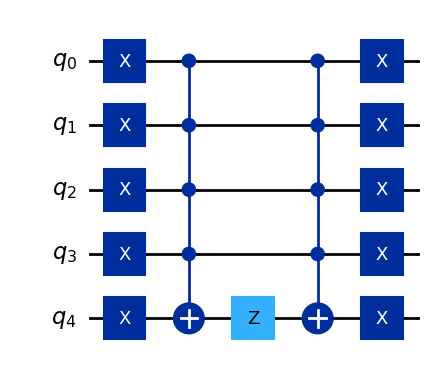 q0 X X
q1 X X
q2 X X
q3 X X
q4 X Z X